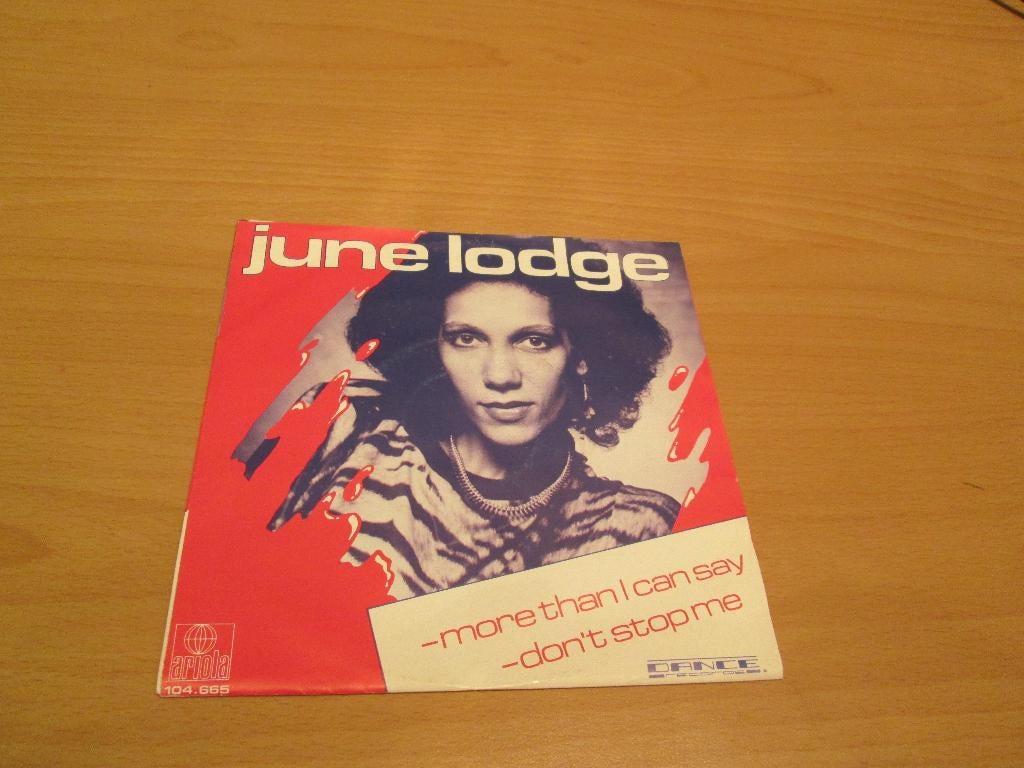 june lodge
-more than I can say
-don't stop me
DANCE
ariola
104.665